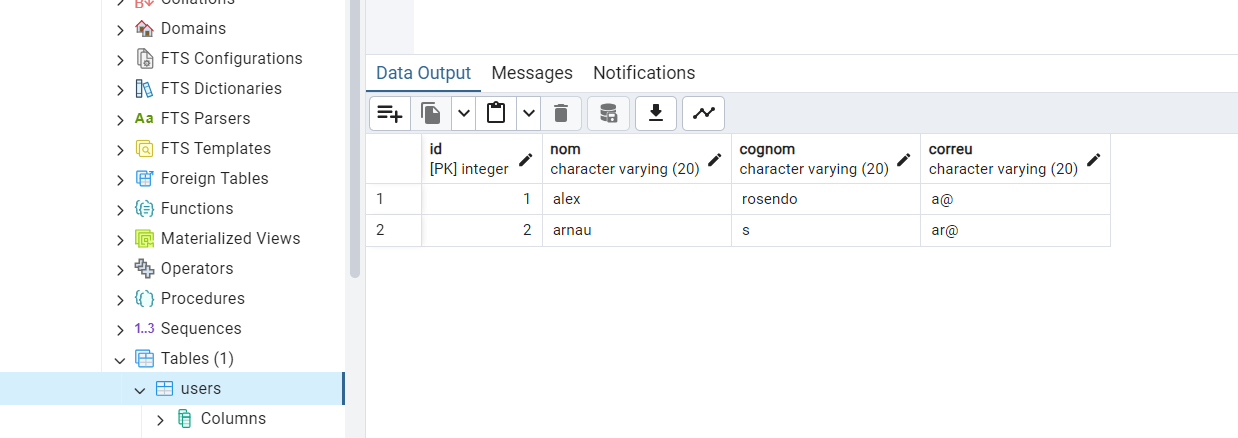 Collations
Domains
FTS Configurations
FTS Dictionaries
Aa FTS Parsers
FTS Templates
Foreign Tables
Functions
Materialized Views
Operators
Procedures
1..3 Sequences
Tables (1)
users
Columns
Data Output Messages Notifications
id nom cognom correu
[PK] integer character varying (20) character varying (20) character varying (20)
1 1 alex rosendo a@
2 2 arnau s ar@